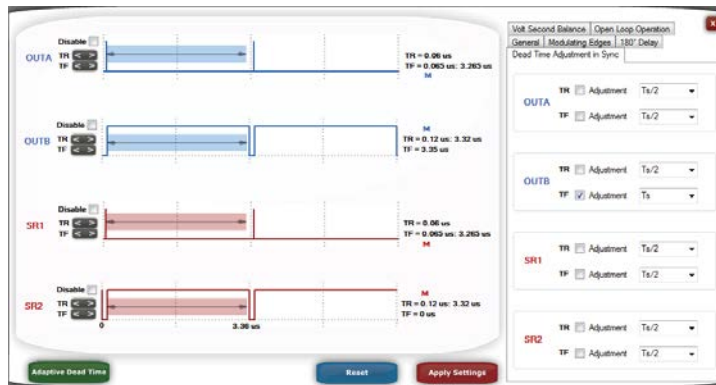 Disable
OUTA
TR < >
TF < >
TR = 0.06 us
TF = 0.065 us: 3.265 us
M
Disable
OUTB
TR < >
TF < >
M
TR = 0.12 us: 3.32 us
TF = 3.35 us
Disable
SR1
TR < >
TF < >
TR = 0.06 us
TF = 0.065 us: 3.265 us
M
Disable
SR2
TR < >
TF < >
M
TR = 0.12 us: 3.32 us
TF = 0 us
0 3.36 us
Adaptive Dead Time Reset Apply Settings
x
Volt Second Balance Open Loop Operation
General Modulating Edges 180° Delay
Dead Time Adjustment in Sync
OUTA
TR Adjustment Ts/2
TF Adjustment Ts/2
OUTB
TR Adjustment Ts/2
TF Adjustment Ts
SR1
TR Adjustment Ts/2
TF Adjustment Ts/2
SR2
TR Adjustment Ts/2
TF Adjustment Ts/2